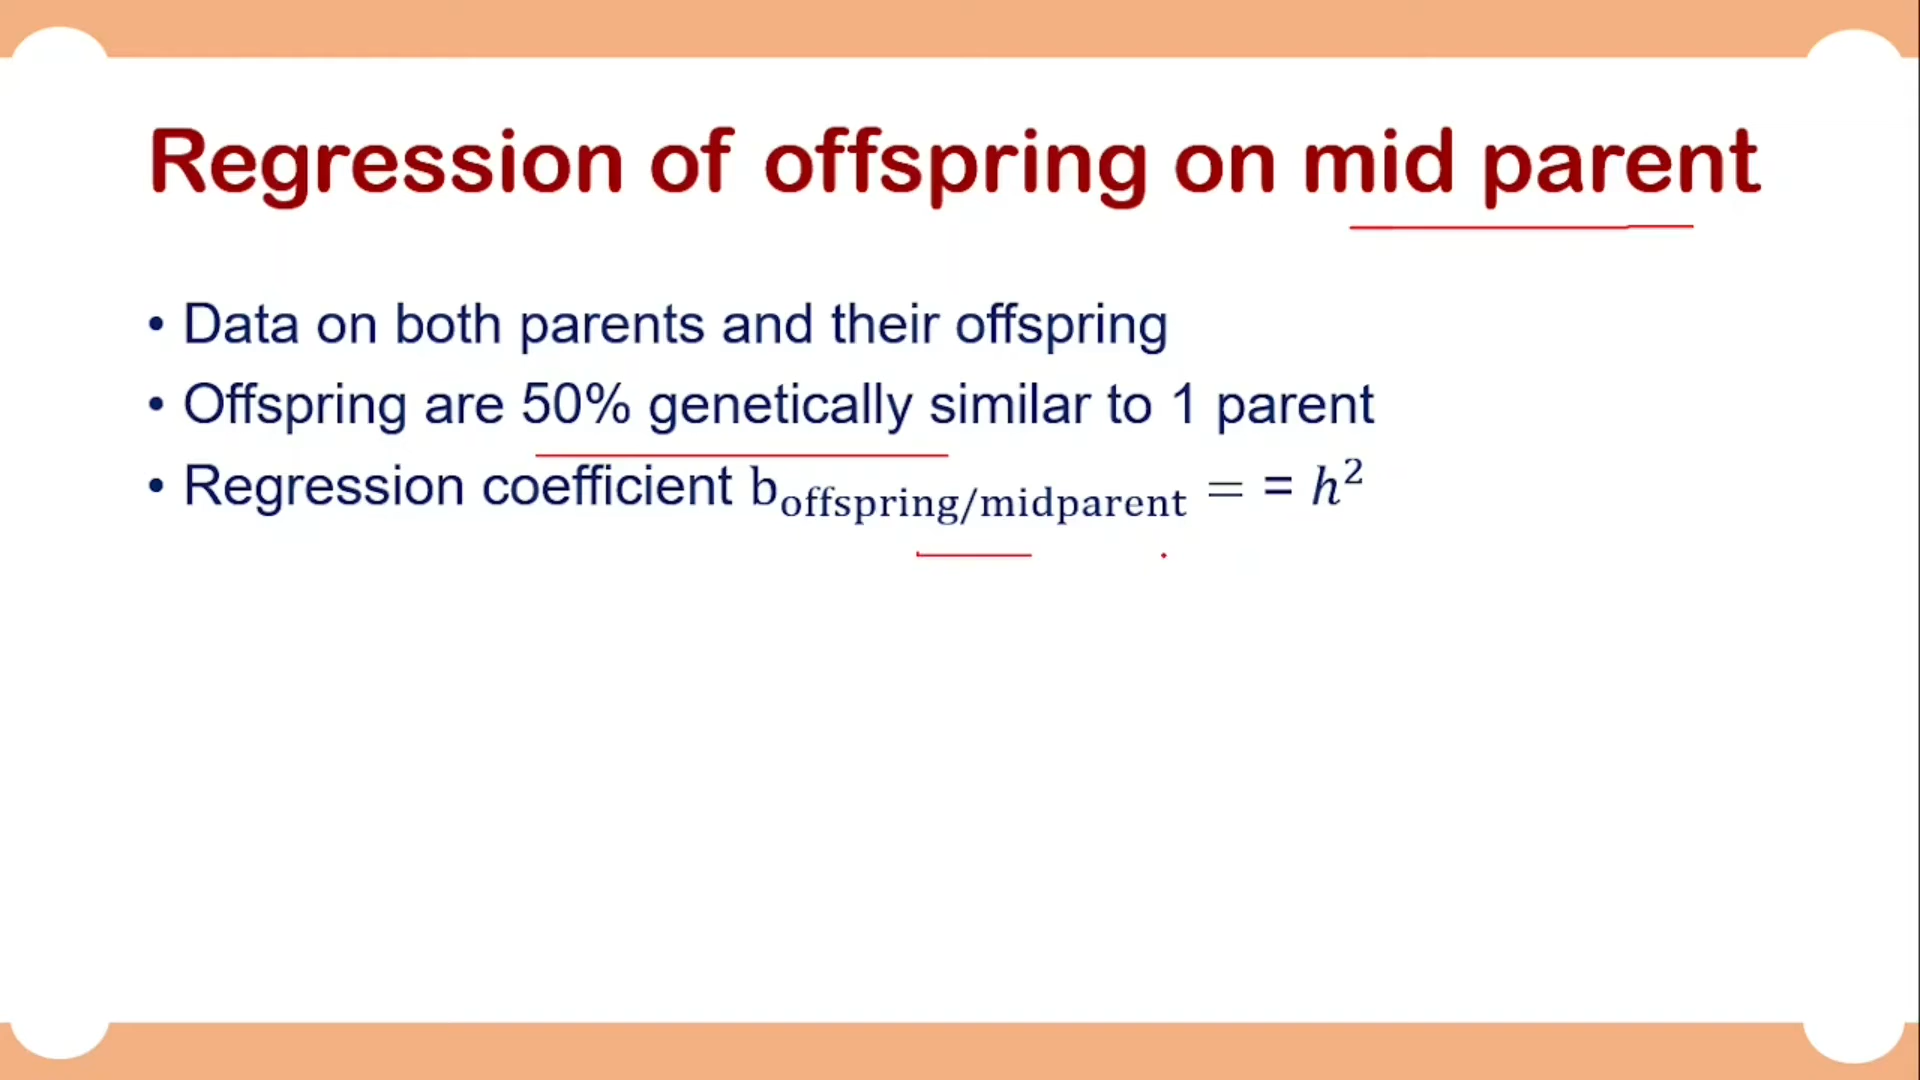 Regression of offspring on mid parent
• Data on both parents and their offspring
• Offspring are 50% genetically similar to 1 parent
• Regression coefficient b_offspring/midparent = = h²